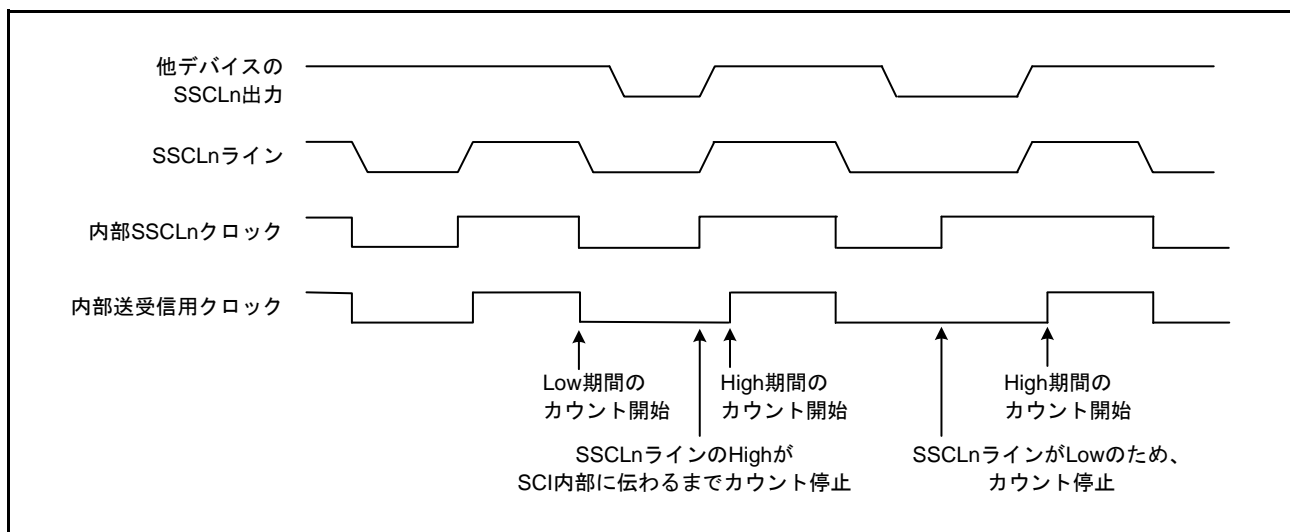 他デバイスの
SSCLn出力
SSCLnライン
内部SSCLnクロック
内部送受信用クロック
Low期間の
カウント開始
High期間の
カウント開始
High期間の
カウント開始
SSCLnラインのHighが
SCI内部に伝わるまでカウント停止
SSCLnラインがLowのため、
カウント停止